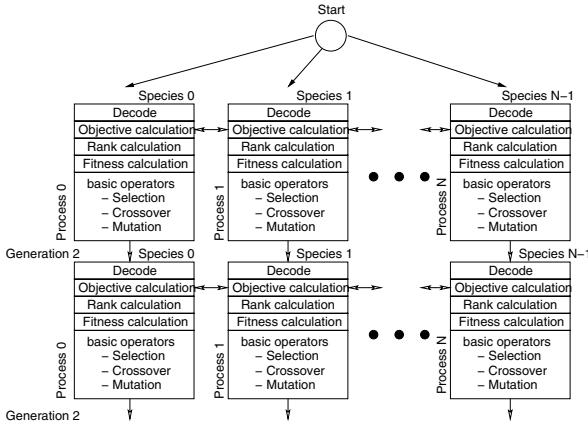 Start
Species 0
Species 1
Species N−1
Decode
Decode
Decode
Objective calculation
Objective calculation
Objective calculation
Rank calculation
Rank calculation
Rank calculation
Fitness calculation
Fitness calculation
Fitness calculation
Process 0
basic operators
− Selection
− Crossover
− Mutation
Process 1
basic operators
− Selection
− Crossover
− Mutation
Process N
basic operators
− Selection
− Crossover
− Mutation
Generation 2
Species 0
Species 1
Species N−1
Decode
Decode
Decode
Objective calculation
Objective calculation
Objective calculation
Rank calculation
Rank calculation
Rank calculation
Fitness calculation
Fitness calculation
Fitness calculation
Process 0
basic operators
− Selection
− Crossover
− Mutation
Process 1
basic operators
− Selection
− Crossover
− Mutation
Process N
basic operators
− Selection
− Crossover
− Mutation
Generation 2